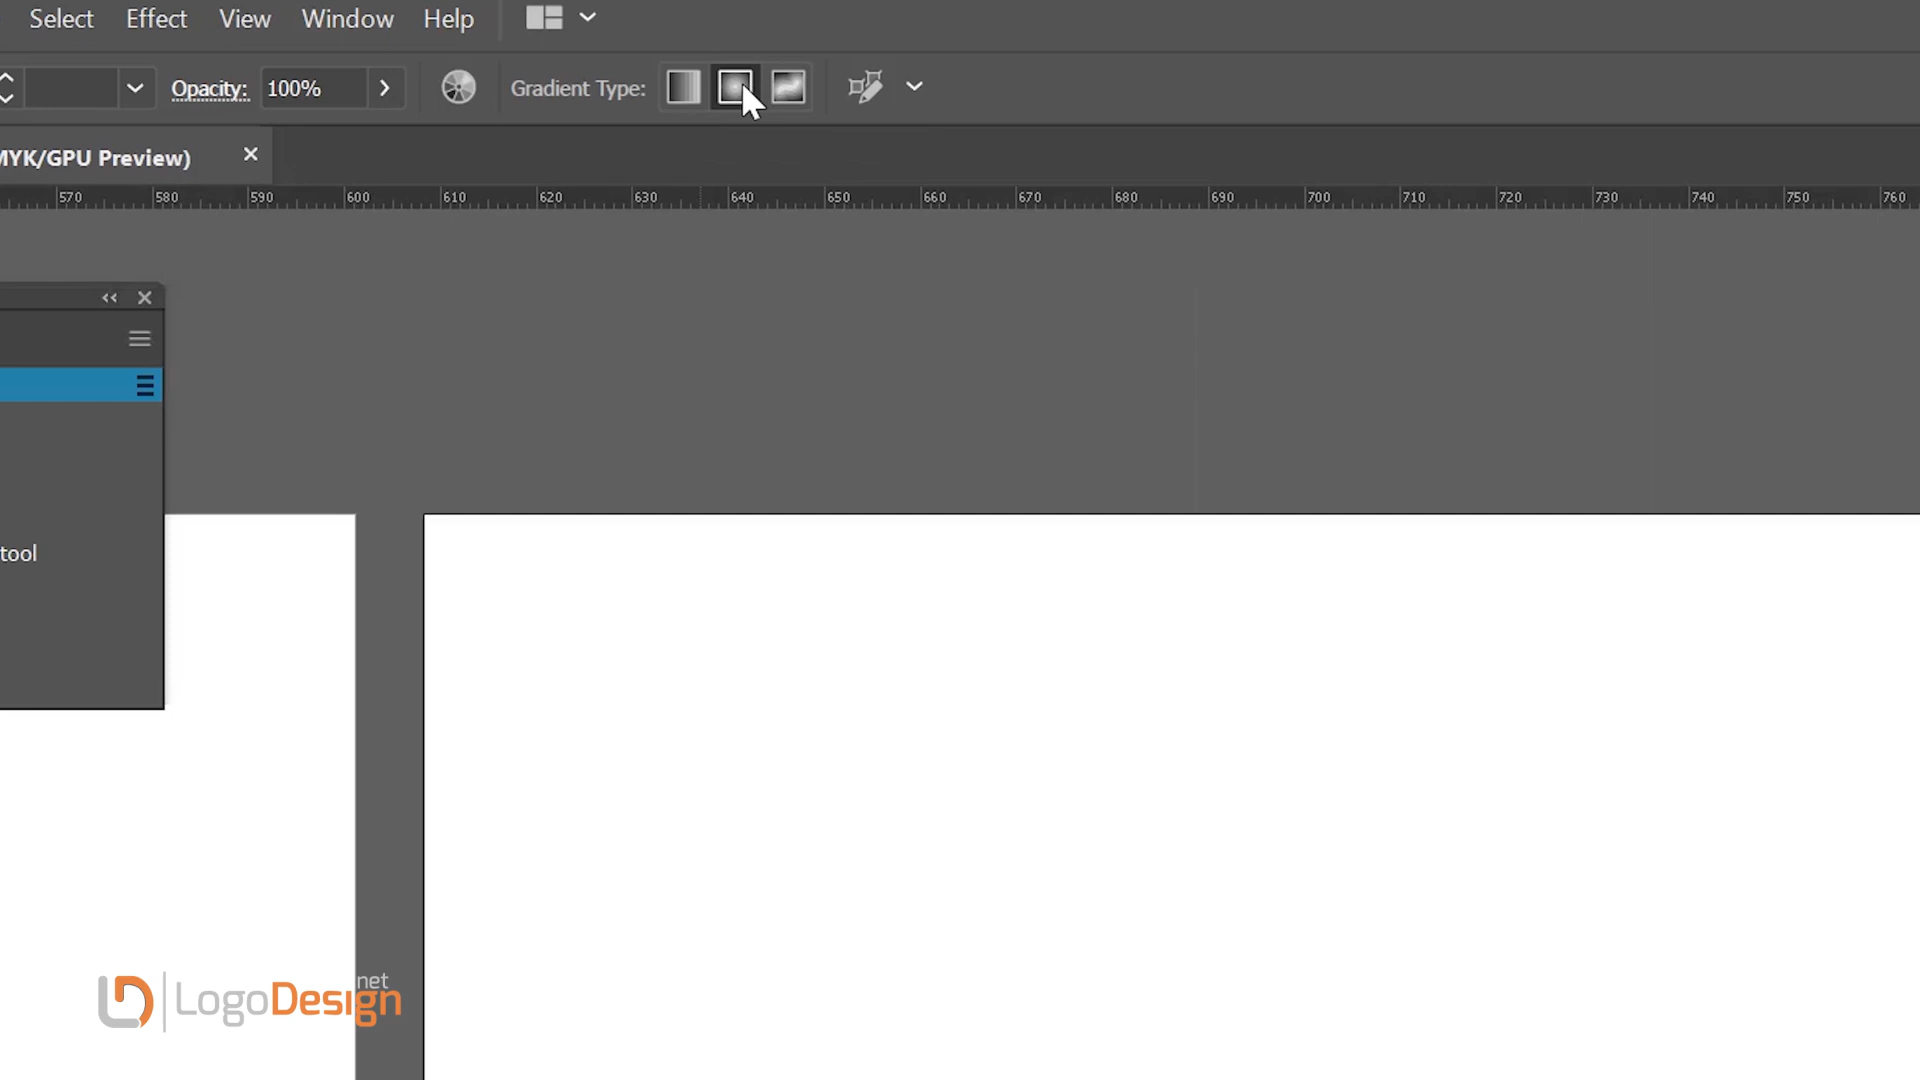 Select Effect View Window Help
Opacity: 100% Gradient Type:
MYK/GPU Preview)
570 580 590 600 610 620 630 640 650 660 670 680 690 700 710 720 730 740 750 760
tool
LogoDesign.net